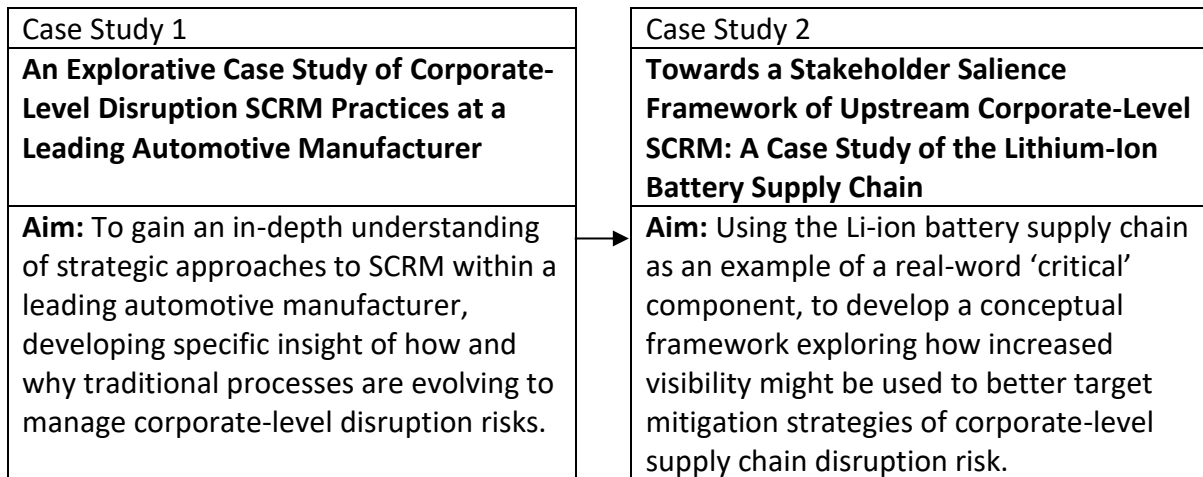 Case Study 1
An Explorative Case Study of Corporate-
Level Disruption SCRM Practices at a
Leading Automotive Manufacturer
Aim: To gain an in-depth understanding
of strategic approaches to SCRM within a
leading automotive manufacturer,
developing specific insight of how and
why traditional processes are evolving to
manage corporate-level disruption risks.
Case Study 2
Towards a Stakeholder Salience
Framework of Upstream Corporate-Level
SCRM: A Case Study of the Lithium-Ion
Battery Supply Chain
Aim: Using the Li-ion battery supply chain
as an example of a real-word ‘critical’
component, to develop a conceptual
framework exploring how increased
visibility might be used to better target
mitigation strategies of corporate-level
supply chain disruption risk.